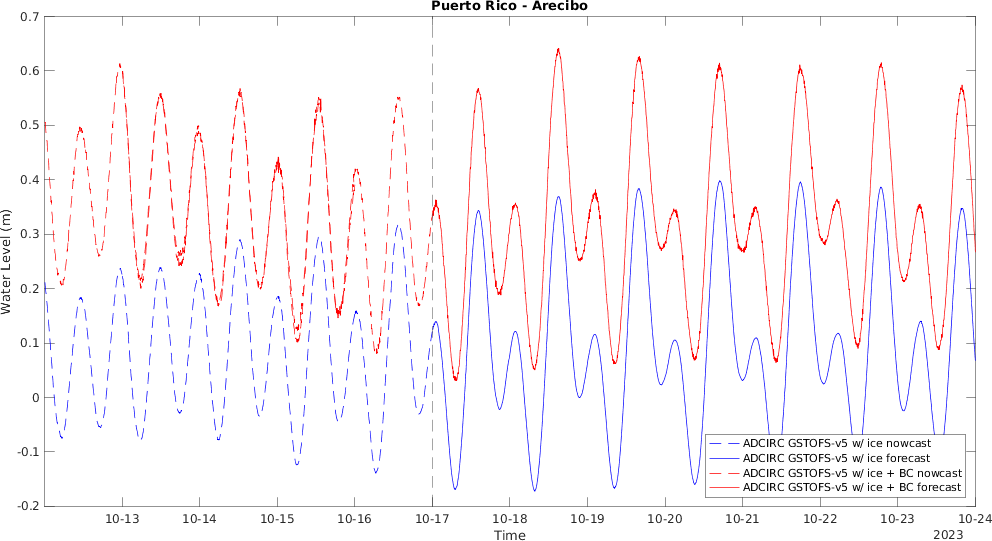 Puerto Rico - Arecibo
0.7
0.6
0.5
0.4
0.3
0.2
0.1
0
-0.1
-0.2
Water Level (m)
ADCIRC GSTOFS-v5 w/ ice nowcast
ADCIRC GSTOFS-v5 w/ ice forecast
ADCIRC GSTOFS-v5 w/ ice + BC nowcast
ADCIRC GSTOFS-v5 w/ ice + BC forecast
10-13 10-14 10-15 10-16 10-17 10-18 10-19 10-20 10-21 10-22 10-23 10-24
Time
2023